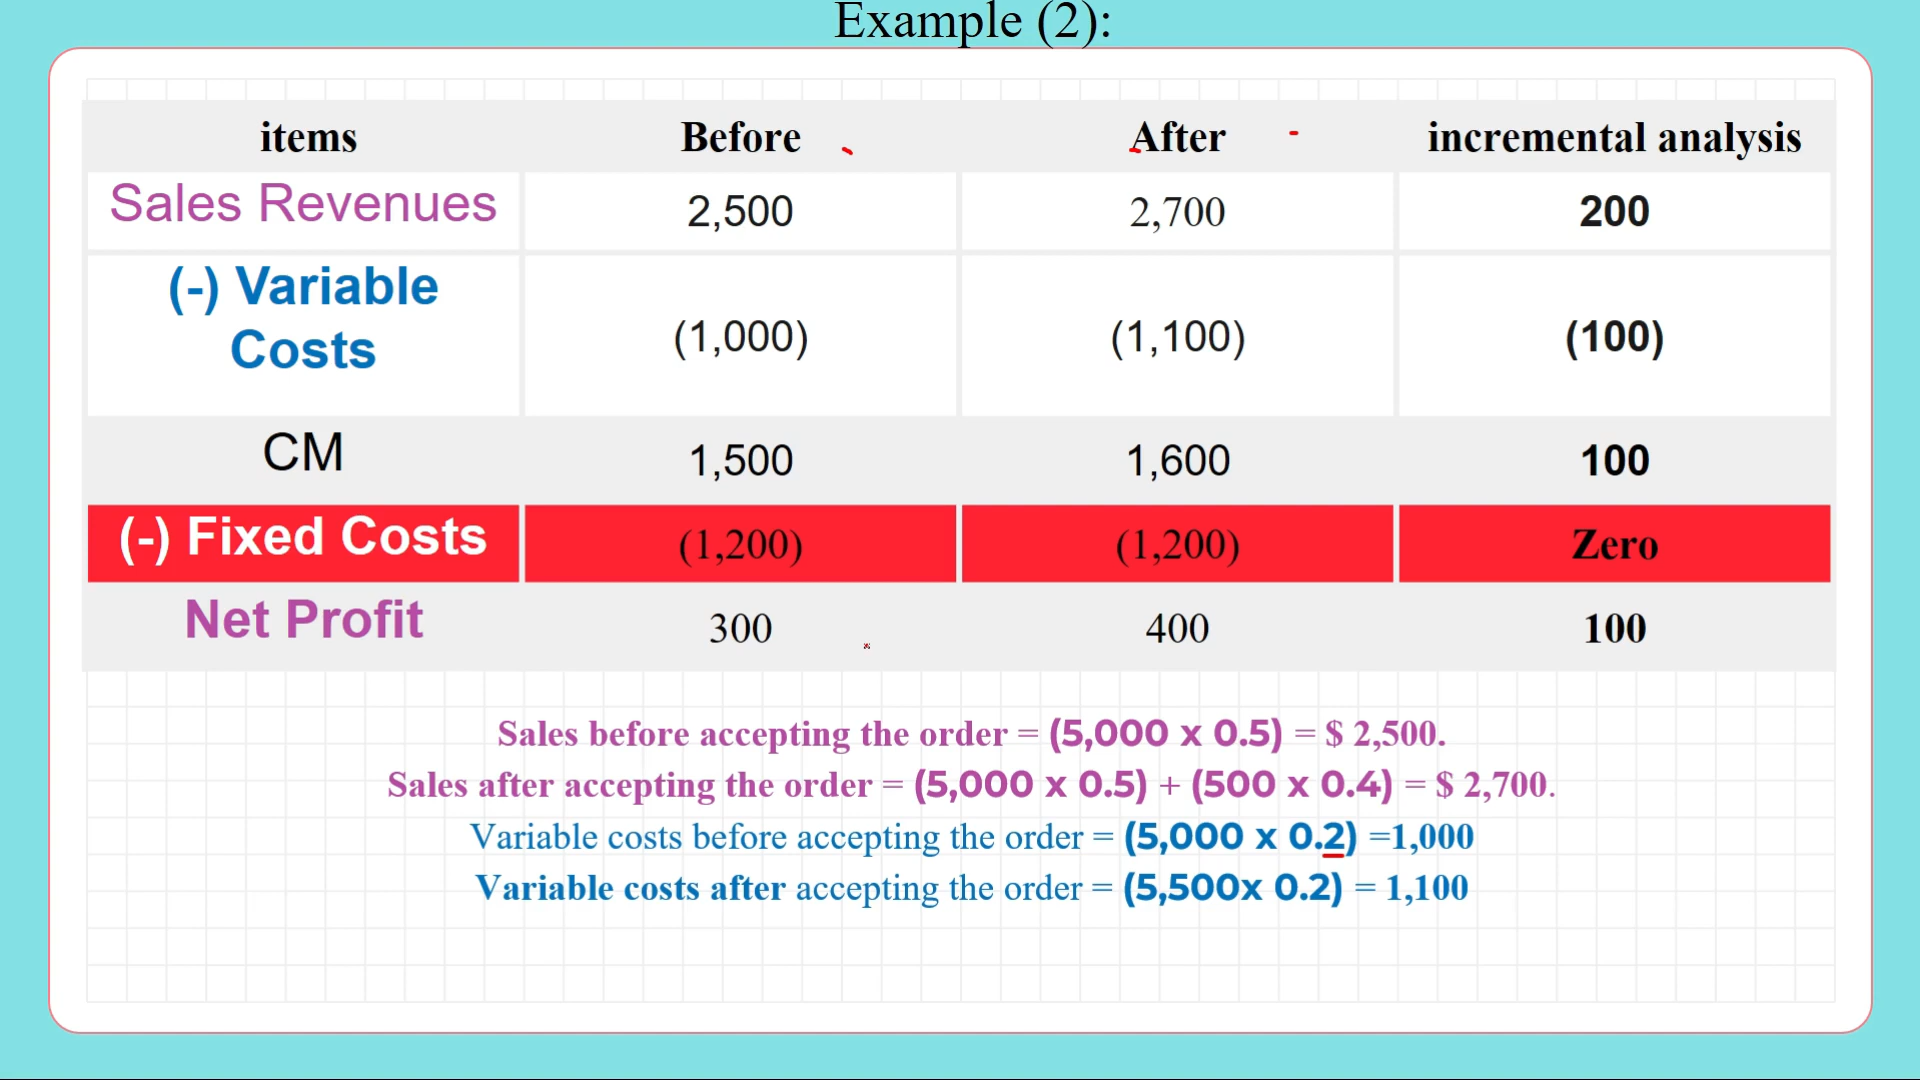 Example (2):
items Before After incremental analysis
Sales Revenues 2,500 2,700 200
(-) Variable
Costs (1,000) (1,100) (100)
CM 1,500 1,600 100
(-) Fixed Costs (1,200) (1,200) Zero
Net Profit 300 400 100
Sales before accepting the order = (5,000 x 0.5) = $ 2,500.
Sales after accepting the order = (5,000 x 0.5) + (500 x 0.4) = $ 2,700.
Variable costs before accepting the order = (5,000 x 0.2) =1,000
Variable costs after accepting the order = (5,500x 0.2) = 1,100